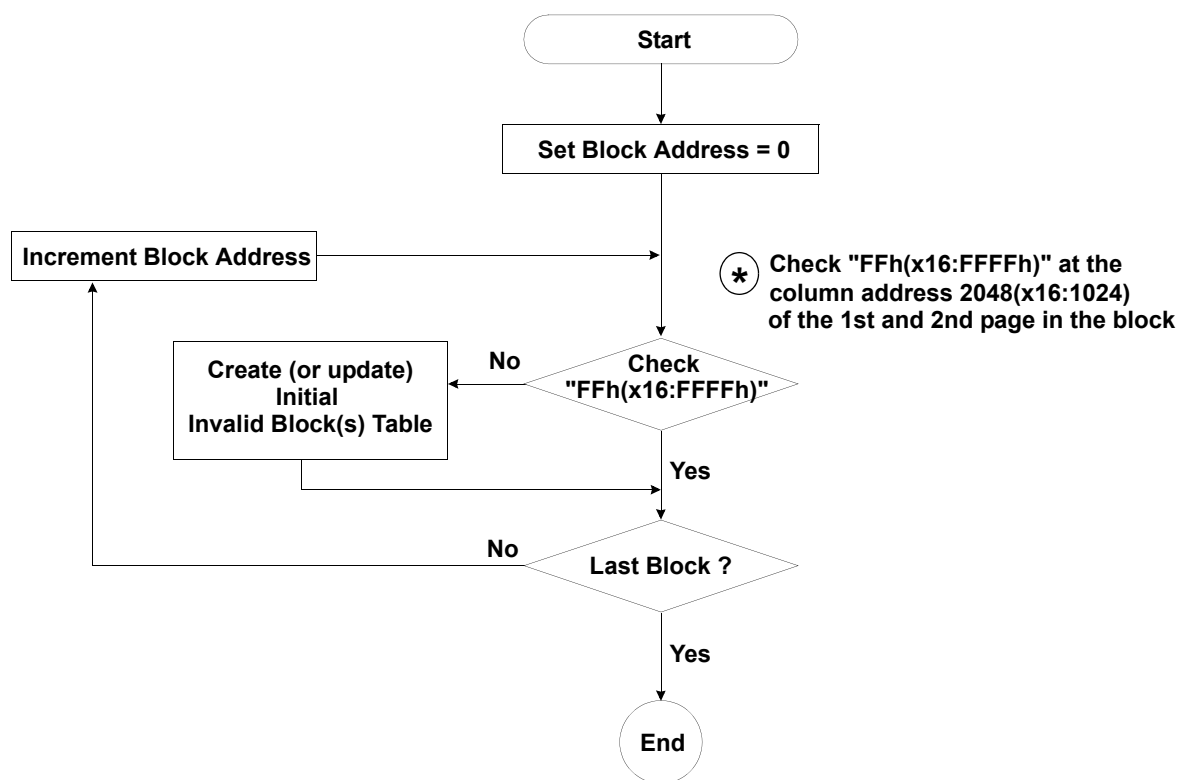 Start
Set Block Address = 0
Increment Block Address
* Check "FFh(x16:FFFFh)" at the
column address 2048(x16:1024)
of the 1st and 2nd page in the block
No
Check
"FFh(x16:FFFFh)"
Create (or update)
Initial
Invalid Block(s) Table
Yes
No
Last Block ?
Yes
End